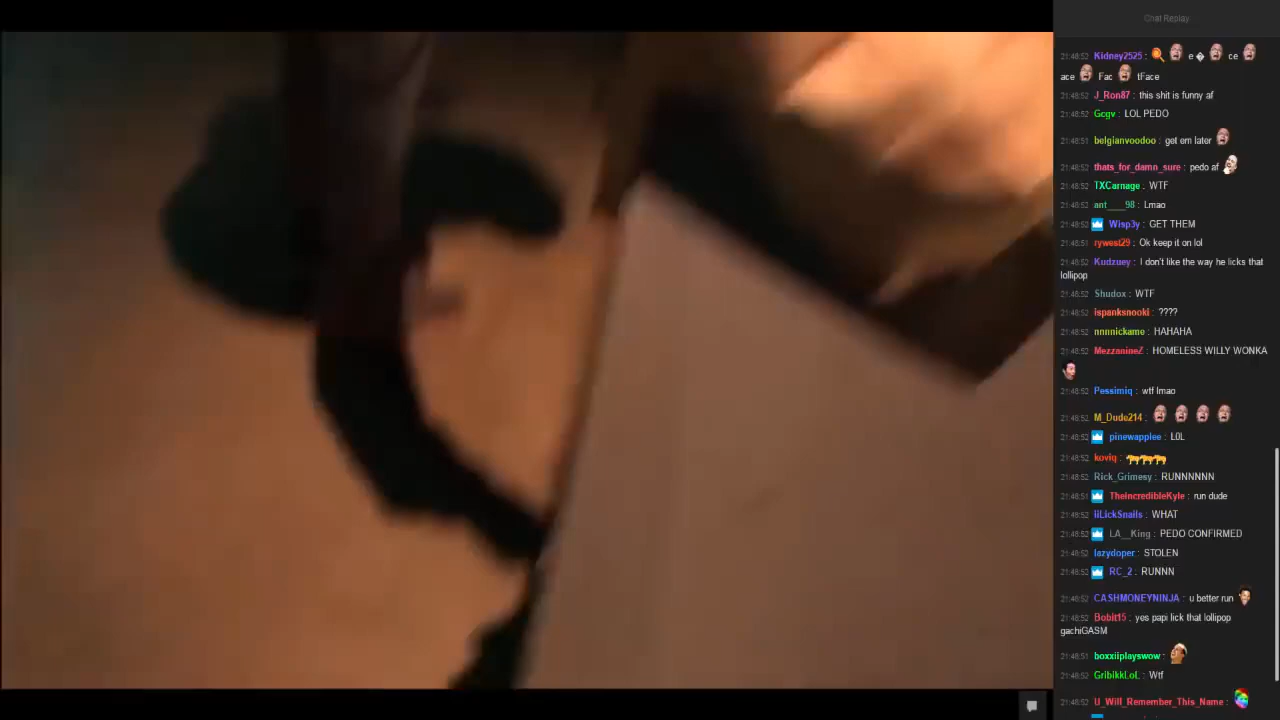 Chat Replay
21:48:52 Kidney2525 : e � ce
ace Fac tFace
21:48:52 J_Ron87 : this shit is funny af
21:48:52 Gcgv : LOL PEDO
21:48:51 belgianvoodoo : get em later
21:48:52 thats_for_damn_sure : pedo af
21:48:52 TXCarnage : WTF
21:48:52 ant____98 : Lmao
21:48:52 Wisp3y : GET THEM
21:48:51 rywest29 : Ok keep it on lol
21:48:52 Kudzuey : I don't like the way he licks that
lollipop
21:48:52 Shudox : WTF
21:48:52 ispanksnooki : ????
21:48:52 nnnnickame : HAHAHA
21:48:52 MezzanineZ : HOMELESS WILLY WONKA
21:48:52 Pessimiq : wtf lmao
21:48:52 M_Dude214 :
21:48:52 pinewapplee : L0L
21:48:52 koviq :
21:48:52 Rick_Grimesy : RUNNNNNN
21:48:51 TheIncredibleKyle : run dude
21:48:52 iiLickSnails : WHAT
21:48:52 LA__King : PEDO CONFIRMED
21:48:52 lazydoper : STOLEN
21:48:52 RC_2 : RUNNN
21:48:52 CASHMONEYNINJA : u better run
21:48:52 Bobit15 : yes papi lick that lollipop
gachiGASM
21:48:51 boxxiiplayswow :
21:48:52 GribikkLoL : Wtf
21:48:52 U_Will_Remember_This_Name :